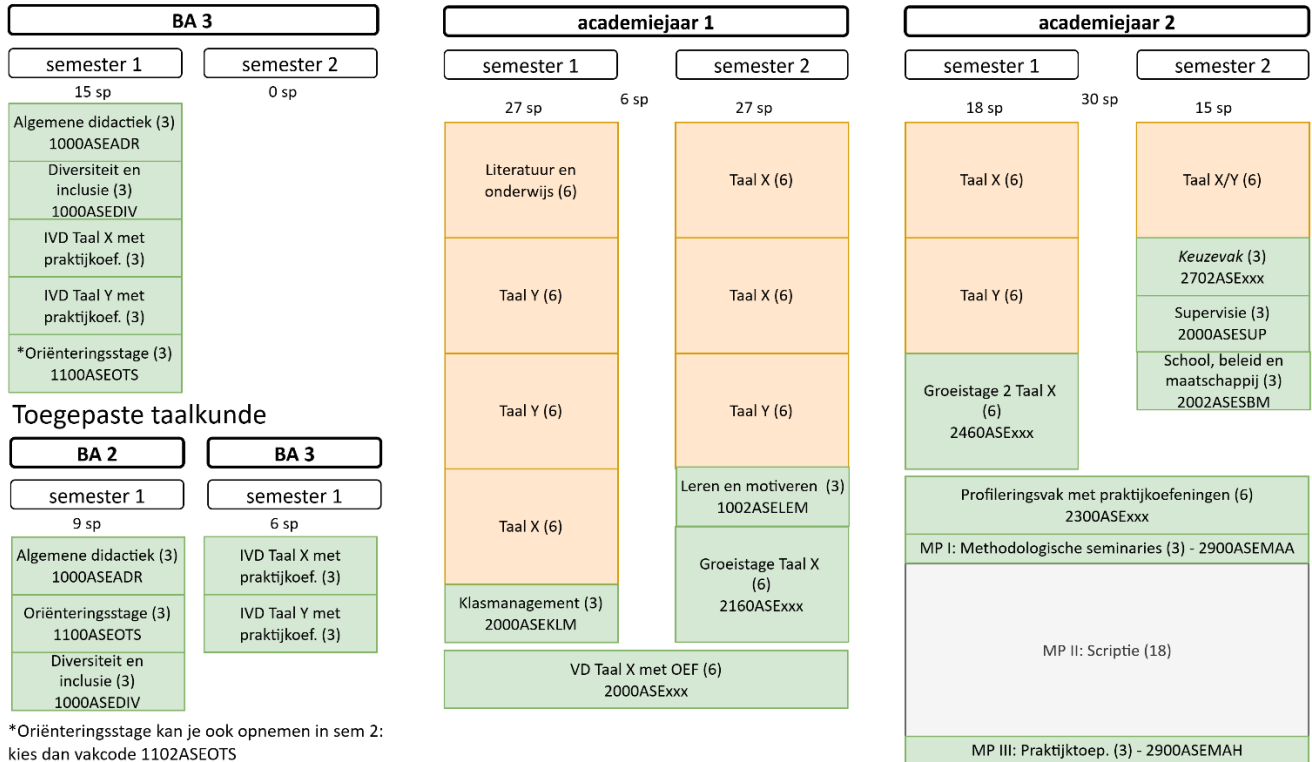 BA 3
semester 1
semester 2
15 sp
0 sp
Algemene didactiek (3)
1000ASEADR
Diversiteit en
inclusie (3)
1000ASEDIV
IVD Taal X met
praktijkoef. (3)
IVD Taal Y met
praktijkoef. (3)
*Oriënteringsstage (3)
1100ASEOTS
Toegepaste taalkunde
BA 2
BA 3
semester 1
semester 1
9 sp
6 sp
Algemene didactiek (3)
1000ASEADR
Oriënteringsstage (3)
1100ASEOTS
Diversiteit en
inclusie (3)
1000ASEDIV
IVD Taal X met
praktijkoef. (3)
IVD Taal Y met
praktijkoef. (3)
*Oriënteringsstage kan je ook opnemen in sem 2:
kies dan vakcode 1102ASEOTS
academiejaar 1
semester 1
semester 2
27 sp
6 sp
27 sp
Literatuur en
onderwijs (6)
Taal Y (6)
Taal Y (6)
Taal X (6)
Klasmanagement (3)
2000ASEKLM
Taal X (6)
Taal X (6)
Taal Y (6)
Leren en motiveren (3)
1002ASELEM
Groeistage Taal X
(6)
2160ASExxx
VD Taal X met OEF (6)
2000ASExxx
academiejaar 2
semester 1
semester 2
18 sp
30 sp
15 sp
Taal X (6)
Taal Y (6)
Groeistage 2 Taal X
(6)
2460ASExxx
Taal X/Y (6)
Keuzevak (3)
2702ASExxx
Supervisie (3)
2000ASESUP
School, beleid en
maatschappij (3)
2002ASESBM
Profileringsvak met praktijkoefeningen (6)
2300ASExxx
MP I: Methodologische seminaries (3) - 2900ASEMAA
MP II: Scriptie (18)
MP III: Praktijktoep. (3) - 2900ASEMAH